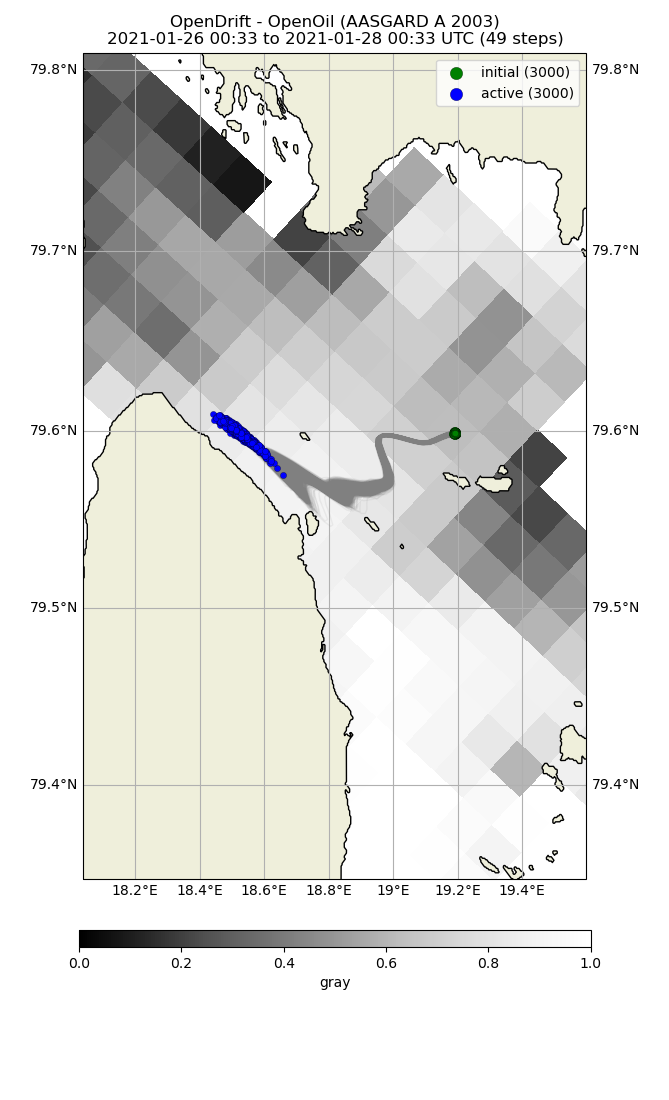 OpenDrift - OpenOil (AASGARD A 2003)
2021-01-26 00:33 to 2021-01-28 00:33 UTC (49 steps)
initial (3000)
active (3000)
79.8°N 79.8°N
79.7°N 79.7°N
79.6°N 79.6°N
79.5°N 79.5°N
79.4°N 79.4°N
18.2°E 18.4°E 18.6°E 18.8°E 19°E 19.2°E 19.4°E
0.0 0.2 0.4 0.6 0.8 1.0
gray